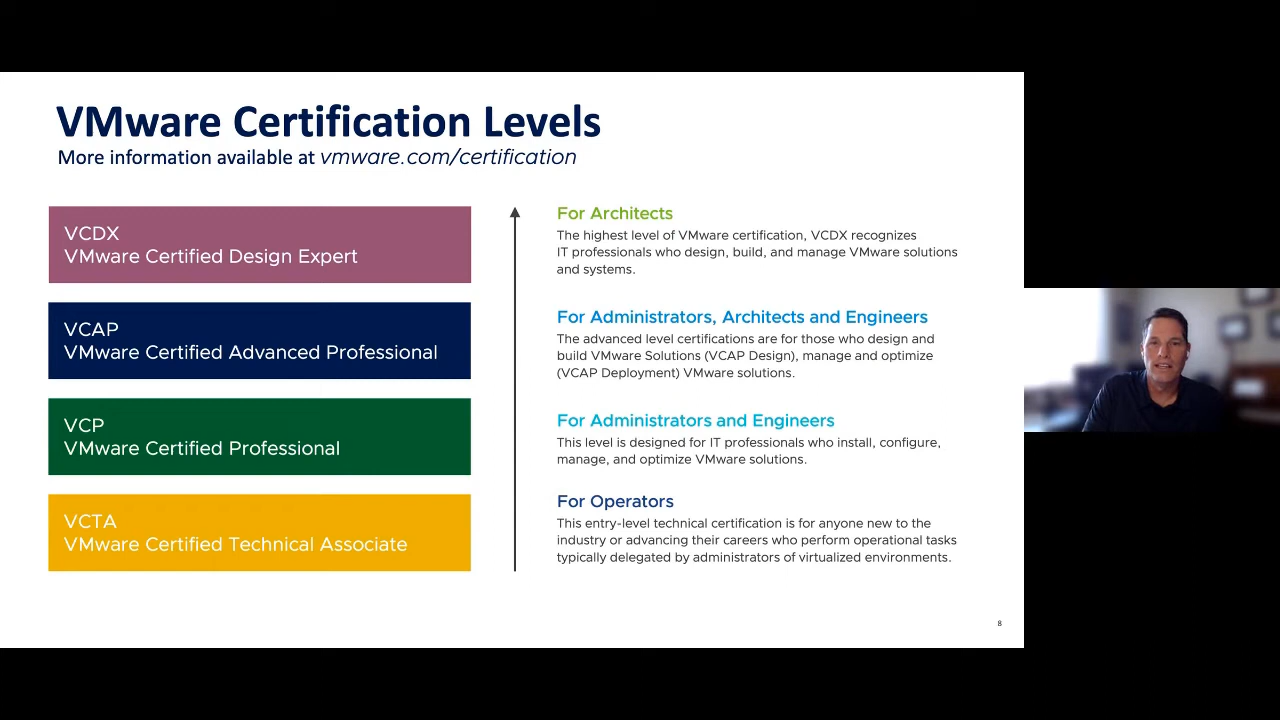 VMware Certification Levels
More information available at vmware.com/certification
VCDX
VMware Certified Design Expert
For Architects
The highest level of VMware certification, VCDX recognizes
IT professionals who design, build, and manage VMware solutions
and systems.
VCAP
VMware Certified Advanced Professional
For Administrators, Architects and Engineers
The advanced level certifications are for those who design and
build VMware Solutions (VCAP Design), manage and optimize
(VCAP Deployment) VMware solutions.
VCP
VMware Certified Professional
For Administrators and Engineers
This level is designed for IT professionals who install, configure,
manage, and optimize VMware solutions.
VCTA
VMware Certified Technical Associate
For Operators
This entry-level technical certification is for anyone new to the
industry or advancing their careers who perform operational tasks
typically delegated by administrators of virtualized environments.
8